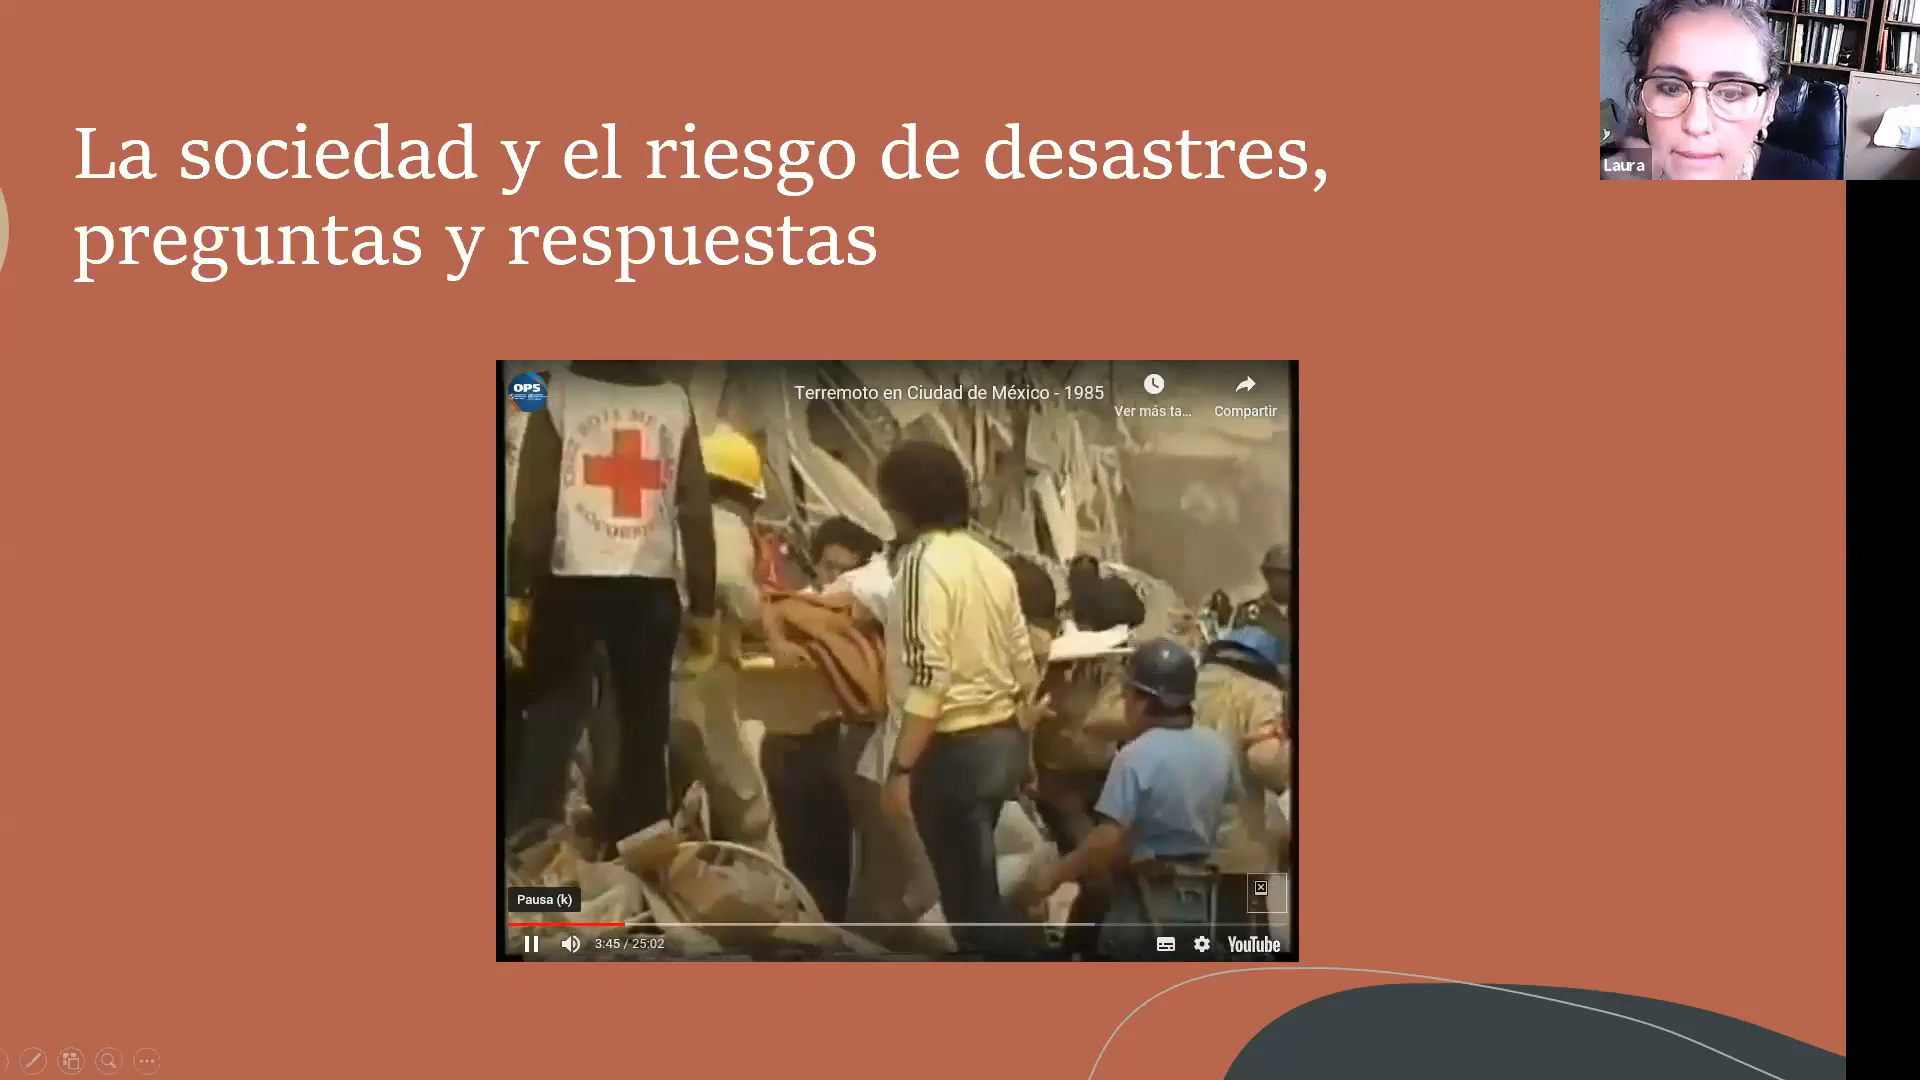 La sociedad y el riesgo de desastres,
preguntas y respuestas
Laura
OPS
Terremoto en Ciudad de México - 1985
Ver más ta...
Compartir
Pausa (k)
3:45 / 25:02
YouTube